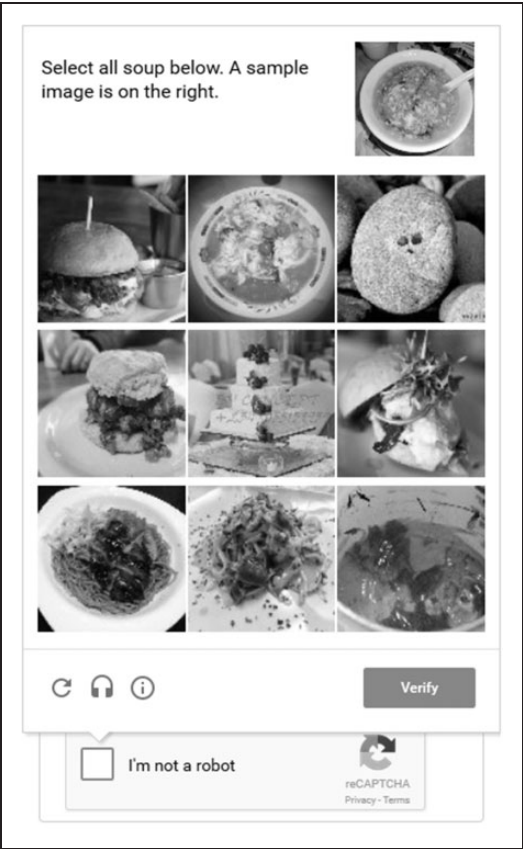 Select all soup below. A sample
image is on the right.
Verify
I'm not a robot
reCAPTCHA
Privacy - Terms